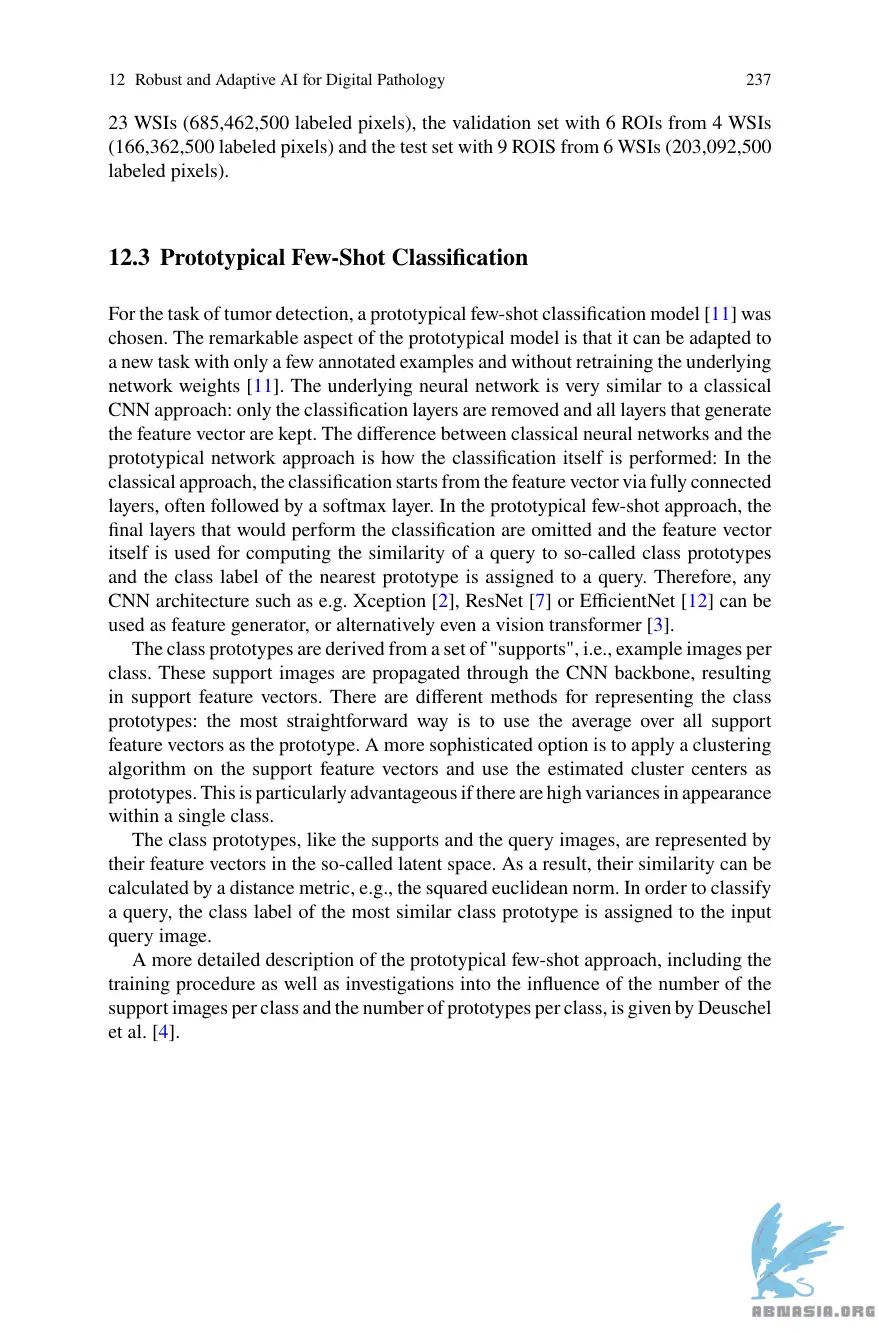 12 Robust and Adaptive AI for Digital Pathology 237
23 WSIs (685,462,500 labeled pixels), the validation set with 6 ROIs from 4 WSIs
(166,362,500 labeled pixels) and the test set with 9 ROIS from 6 WSIs (203,092,500
labeled pixels).
12.3 Prototypical Few-Shot Classification
For the task of tumor detection, a prototypical few-shot classification model [11] was
chosen. The remarkable aspect of the prototypical model is that it can be adapted to
a new task with only a few annotated examples and without retraining the underlying
network weights [11]. The underlying neural network is very similar to a classical
CNN approach: only the classification layers are removed and all layers that generate
the feature vector are kept. The difference between classical neural networks and the
prototypical network approach is how the classification itself is performed: In the
classical approach, the classification starts from the feature vector via fully connected
layers, often followed by a softmax layer. In the prototypical few-shot approach, the
final layers that would perform the classification are omitted and the feature vector
itself is used for computing the similarity of a query to so-called class prototypes
and the class label of the nearest prototype is assigned to a query. Therefore, any
CNN architecture such as e.g. Xception [2], ResNet [7] or EfficientNet [12] can be
used as feature generator, or alternatively even a vision transformer [3].
The class prototypes are derived from a set of "supports", i.e., example images per
class. These support images are propagated through the CNN backbone, resulting
in support feature vectors. There are different methods for representing the class
prototypes: the most straightforward way is to use the average over all support
feature vectors as the prototype. A more sophisticated option is to apply a clustering
algorithm on the support feature vectors and use the estimated cluster centers as
prototypes. This is particularly advantageous if there are high variances in appearance
within a single class.
The class prototypes, like the supports and the query images, are represented by
their feature vectors in the so-called latent space. As a result, their similarity can be
calculated by a distance metric, e.g., the squared euclidean norm. In order to classify
a query, the class label of the most similar class prototype is assigned to the input
query image.
A more detailed description of the prototypical few-shot approach, including the
training procedure as well as investigations into the influence of the number of the
support images per class and the number of prototypes per class, is given by Deuschel
et al. [4].
ABNASIA.ORG